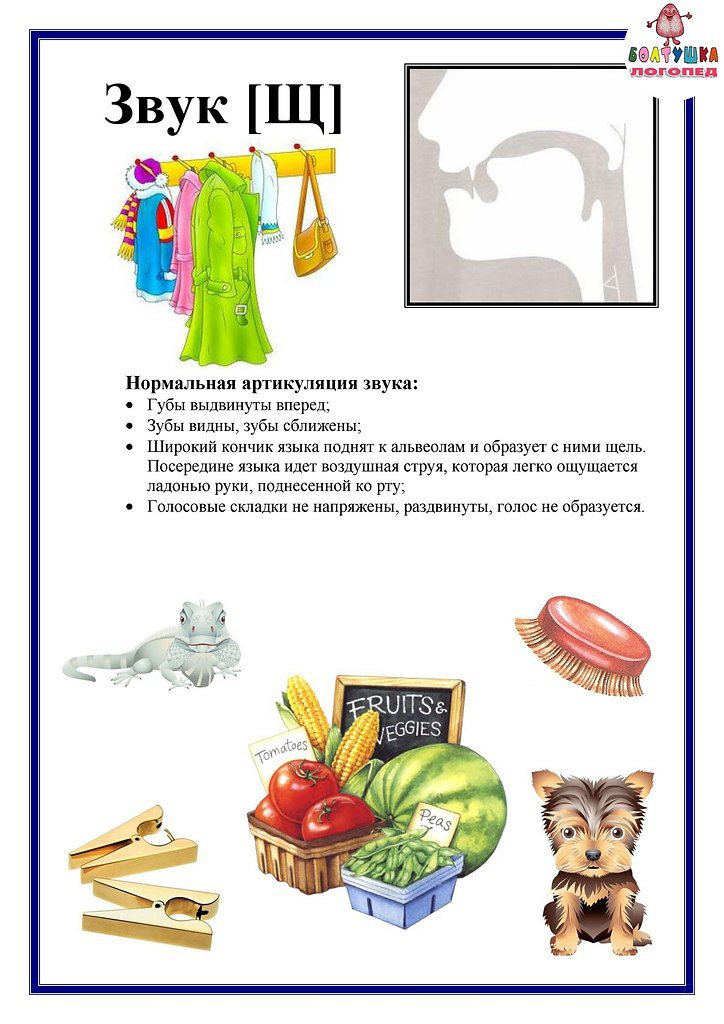 БОЛТУШКА
ЛОГОПЕД
Звук [Щ]
Нормальная артикуляция звука:
• Губы выдвинуты вперед;
• Зубы видны, зубы сближены;
• Широкий кончик языка поднят к альвеолам и образует с ними щель.
Посередине языка идет воздушная струя, которая легко ощущается
ладонью руки, поднесенной ко рту;
• Голосовые складки не напряжены, раздвинуты, голос не образуется.
FRUITS &
VEGGIES
Tomatoes
Peas